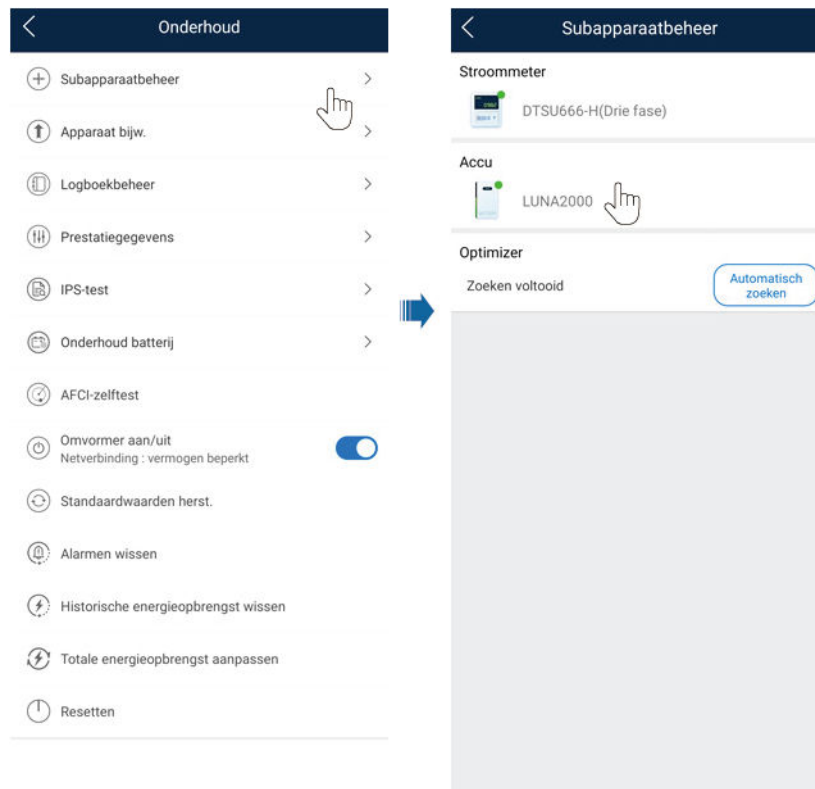 Onderhoud
Subapparaatbeheer
Apparaat bijw.
Logboekbeheer
Prestatiegegevens
IPS-test
Onderhoud batterij
AFCI-zelftest
Omvormer aan/uit
Netverbinding : vermogen beperkt
Standaardwaarden herst.
Alarmen wissen
Historische energieopbrengst wissen
Totale energieopbrengst aanpassen
Resetten
Subapparaatbeheer
Stroommeter
DTSU666-H(Drie fase)
Accu
LUNA2000
Optimizer
Zoeken voltooid
Automatisch
zoeken